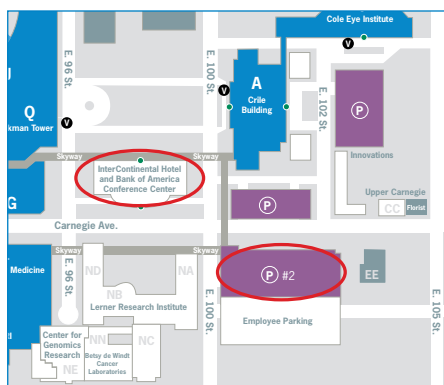 Cole Eye Institute
V
E. 96 St.
E. 100 St.
V
A
Crile
Building
E. 102 St.
P
Q
kman Tower
V
Skyway
Skyway
InterContinental Hotel
and Bank of America
Conference Center
Innovations
Upper Carnegie
CC
Florist
P
G
Carnegie Ave.
Skyway
Skyway
Medicine
E. 96 St.
ND
NA
NB
Lerner Research Institute
E. 100 St.
P #2
EE
E. 105 St.
Employee Parking
Center for
Genomics
Research
NN
NC
Betsy de Windt
Cancer
Laboratories
NE